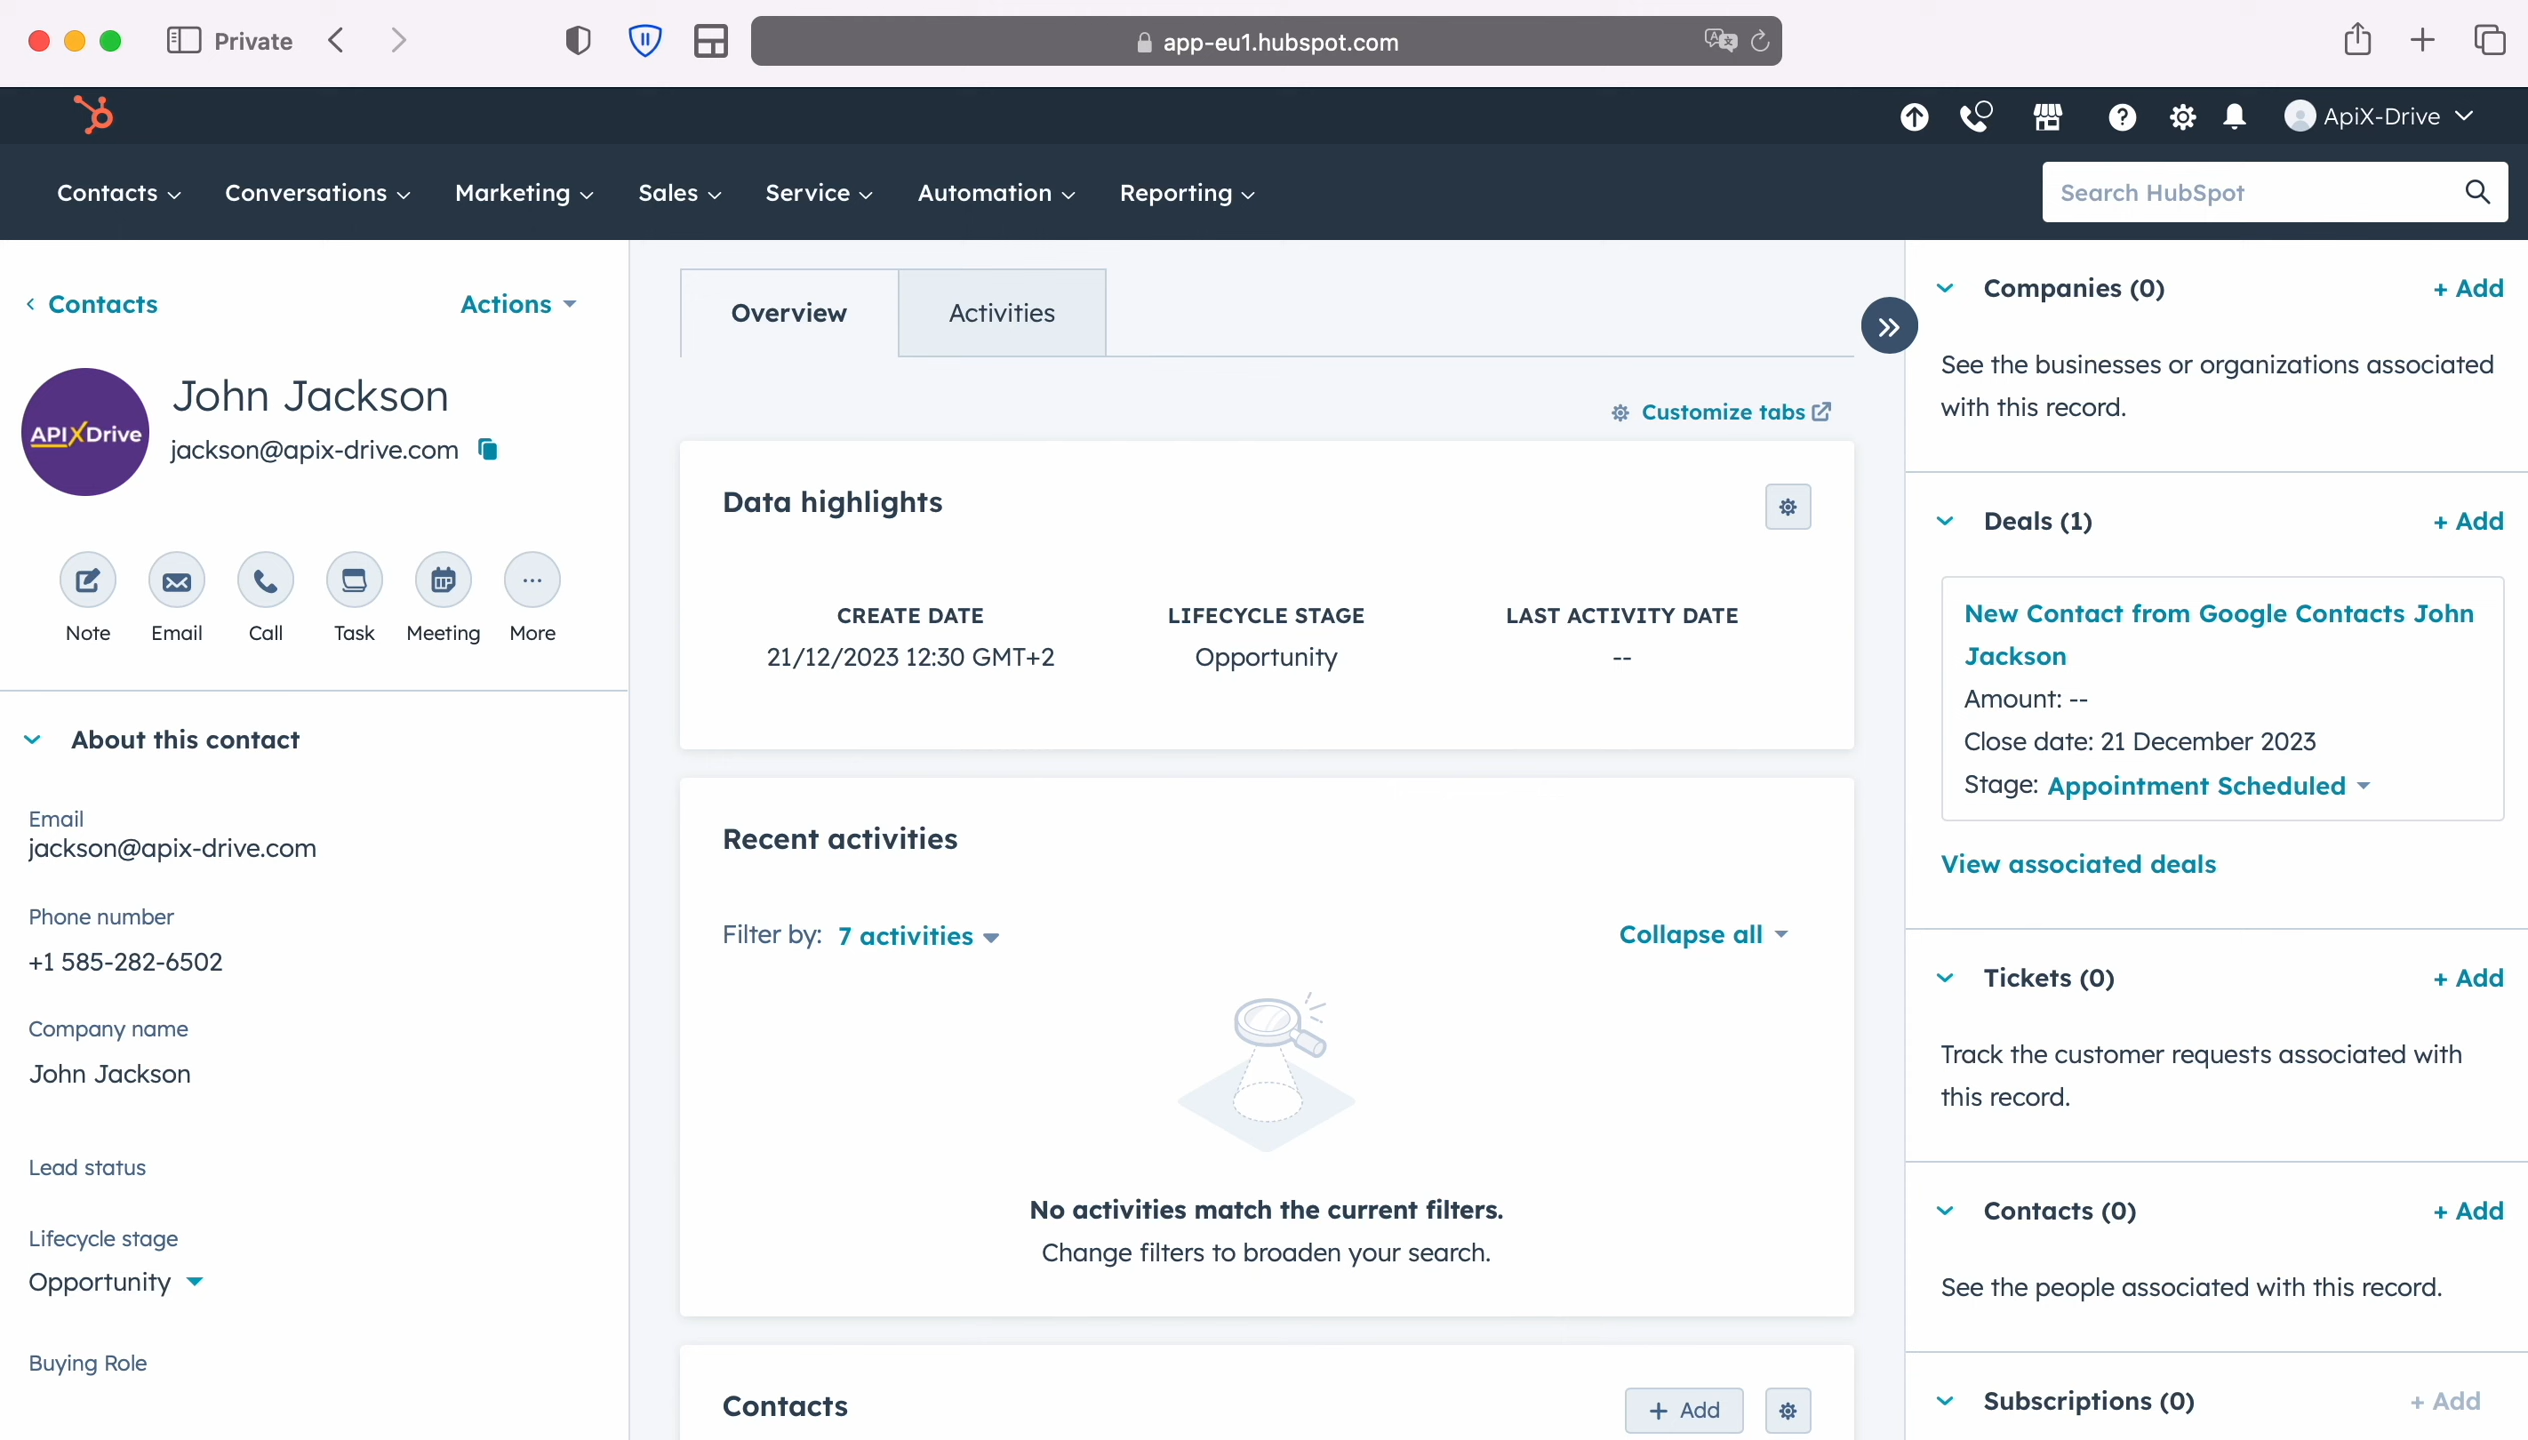 Private
app-eu1.hubspot.com
ApiX-Drive
Contacts
Conversations
Marketing
Sales
Service
Automation
Reporting
Search HubSpot
Contacts
Actions
APIXDrive
John Jackson
jackson@apix-drive.com
Note
Email
Call
Task
Meeting
More
About this contact
Email
jackson@apix-drive.com
Phone number
+1 585-282-6502
Company name
John Jackson
Lead status
Lifecycle stage
Opportunity
Buying Role
Overview
Activities
Customize tabs
Data highlights
CREATE DATE
21/12/2023 12:30 GMT+2
LIFECYCLE STAGE
Opportunity
LAST ACTIVITY DATE
--
Recent activities
Filter by: 7 activities
Collapse all
No activities match the current filters.
Change filters to broaden your search.
Contacts
+ Add
Companies (0)
+ Add
See the businesses or organizations associated
with this record.
Deals (1)
+ Add
New Contact from Google Contacts John
Jackson
Amount: --
Close date: 21 December 2023
Stage: Appointment Scheduled
View associated deals
Tickets (0)
+ Add
Track the customer requests associated with
this record.
Contacts (0)
+ Add
See the people associated with this record.
Subscriptions (0)
+ Add